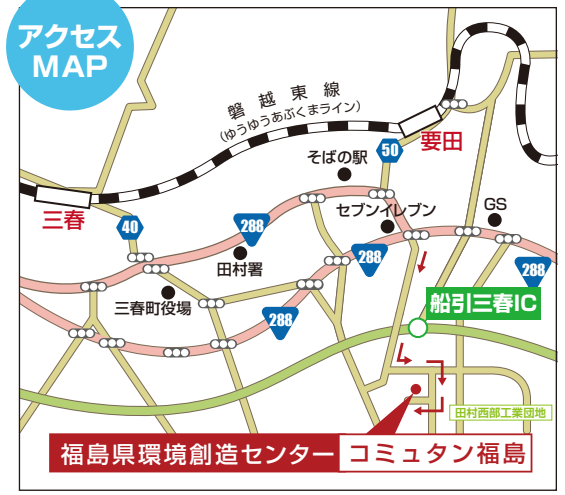 アクセス
MAP
磐越東線
(ゆうゆうあぶくまライン)
要田
50
そばの駅
三春
セブンイレブン
GS
40
288
田村署
288
288
三春町役場
船引三春IC
288
田村西部工業団地
福島県環境創造センター
コミュタン福島